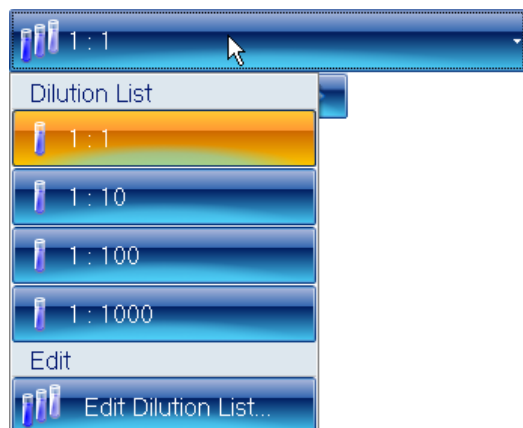 1 : 1
Dilution List
1 : 1
1 : 10
1 : 100
1 : 1000
Edit
Edit Dilution List...